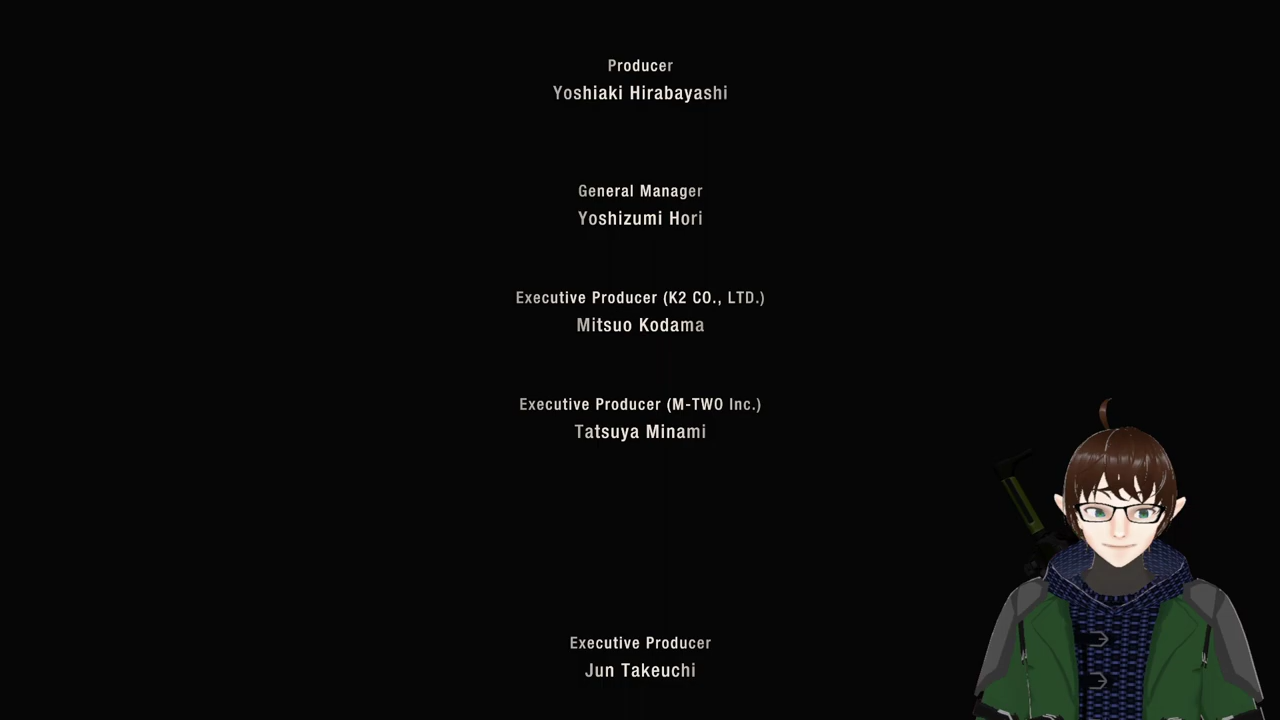 Producer
Yoshiaki Hirabayashi
General Manager
Yoshizumi Hori
Executive Producer (K2 CO., LTD.)
Mitsuo Kodama
Executive Producer (M-TWO Inc.)
Tatsuya Minami
Executive Producer
Jun Takeuchi